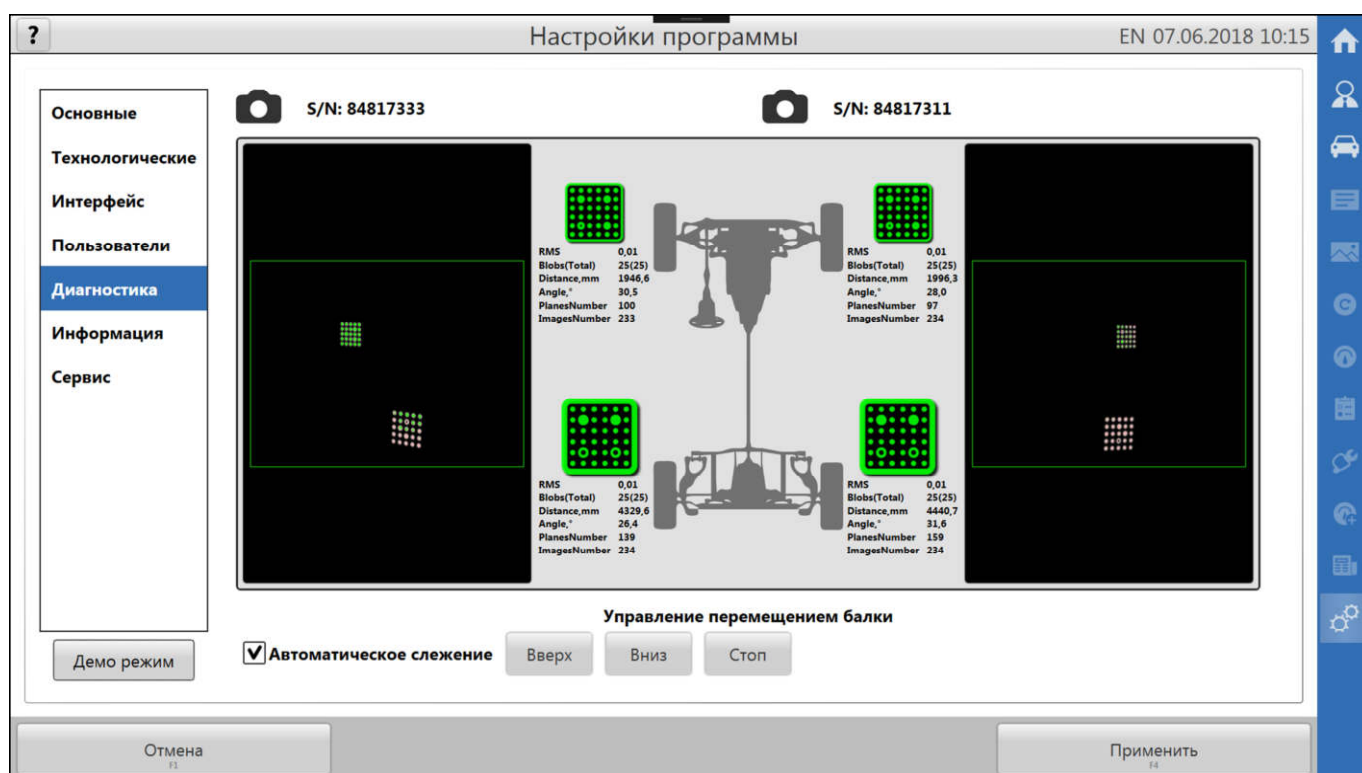 ?
Настройки программы
EN 07.06.2018 10:15
Основные
Технологические
Интерфейс
Пользователи
Диагностика
Информация
Сервис
Демо режим
S/N: 84817333
S/N: 84817311
RMS 0,01
Blobs(Total) 25(25)
Distance,mm 1946,6
Angle,° 30,5
PlanesNumber 100
ImagesNumber 233
RMS 0,01
Blobs(Total) 25(25)
Distance,mm 1996,3
Angle,° 28,0
PlanesNumber 97
ImagesNumber 234
RMS 0,01
Blobs(Total) 25(25)
Distance,mm 4329,6
Angle,° 26,4
PlanesNumber 139
ImagesNumber 234
RMS 0,01
Blobs(Total) 25(25)
Distance,mm 4440,7
Angle,° 31,6
PlanesNumber 159
ImagesNumber 234
Управление перемещением балки
Автоматическое слежение
Вверх
Вниз
Стоп
Отмена
F1
Применить
F4